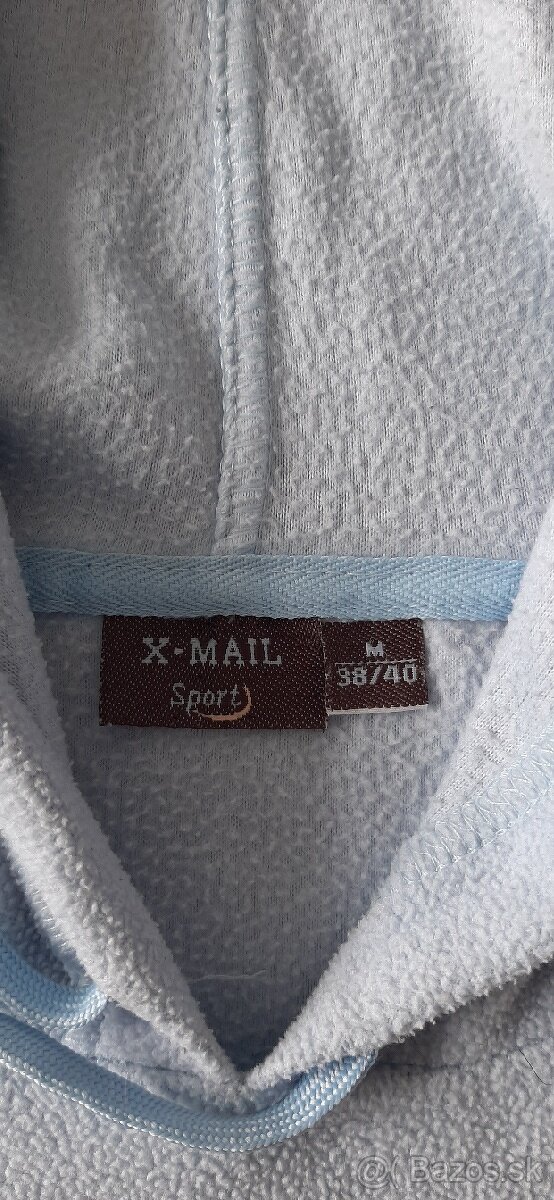 X-MAIL
Sport
M
38/40
@ Bazos.sk